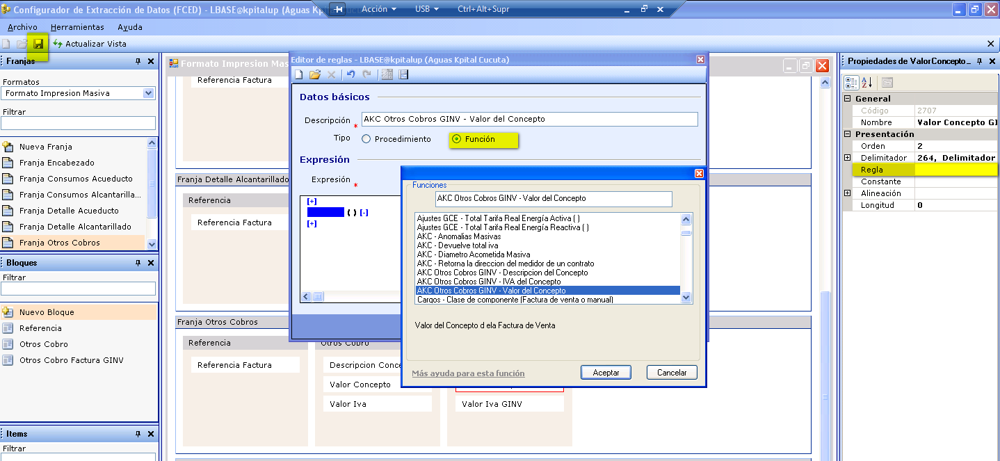 Configurador de Extracción de Datos (FCED) - LBASE@kpitalup (Aguas Kp
Acción USB Ctrl+Alt+Supr
Archivo Herramientas Ayuda
Actualizar Vista
Franjas
Formatos
Formato Impresion Masiva
Filtrar
Nueva Franja
Franja Encabezado
Franja Consumos Acueducto
Franja Consumos Alcantarilla...
Franja Detalle Acueducto
Franja Detalle Alcantarillado
Franja Otros Cobros
Bloques
Filtrar
Nuevo Bloque
Referencia
Otros Cobro
Otros Cobro Factura GINV
Items
Filtrar
Formato Impresion Mas
Referencia Factura
Franja Detalle Alcantarillado
Referencia
Referencia Factura
Franja Otros Cobros
Referencia
Referencia Factura
Otros Cobro
Descripcion Conce
Valor Concepto
Valor Iva
Valor Iva GINV
Editor de reglas - LBASE@kpitalup (Aguas Kpital Cucuta)
Datos básicos
Descripción * AKC Otros Cobros GINV - Valor del Concepto
Tipo Procedimiento Función
Expresión
Expresión *
[+]
( ) [-]
[+]
Funciones
AKC Otros Cobros GINV - Valor del Concepto
Ajustes GCE - Total Tarifa Real Energía Activa ( )
Ajustes GCE - Total Tarifa Real Energía Reactiva ( )
AKC - Anomalias Masivas
AKC - Devuelve total iva
AKC - Diametro Acometida Masiva
AKC - Retorna la direccion del medidor de un contrato
AKC Otros Cobros GINV - Descripcion del Concepto
AKC Otros Cobros GINV - IVA del Concepto
AKC Otros Cobros GINV - Valor del Concepto
Cargos - Clase de componente (Factura de venta o manual)
Valor del Concepto d ela Factura de Venta
Más ayuda para esta función
Aceptar Cancelar
Propiedades de ValorConcepto...
General
Código 2707
Nombre Valor Concepto GI
Presentación
Orden 2
Delimitador 264, Delimitador
Regla
Constante
Alineación
Longitud 0